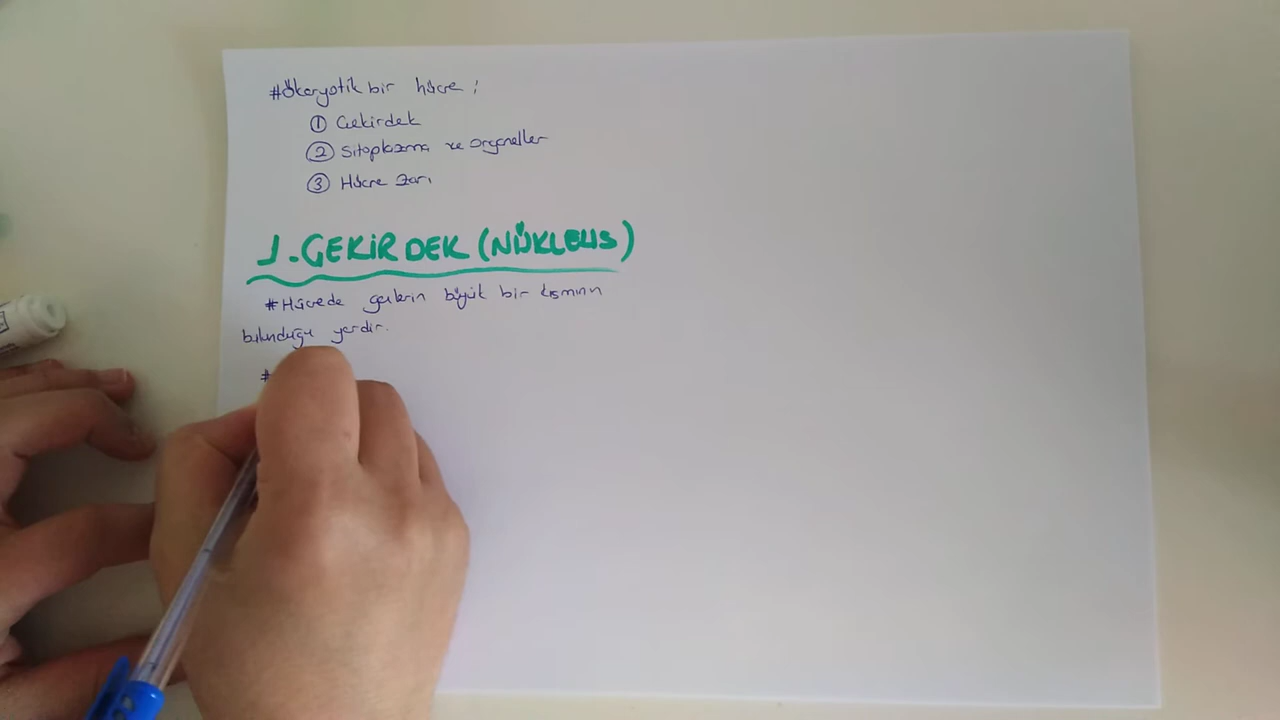 #Ökaryotik bir hücre ;
① Çekirdek
② Sitoplazma ve organeller
③ Hücre zarı
1.ÇEKİRDEK (NÜKLEUS)
#Hücrede genlerin büyük bir kısmının
bulunduğu yerdir.
#